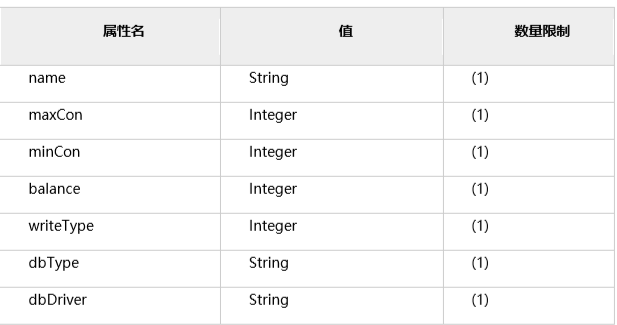 属性名 值 数量限制
name String (1)
maxCon Integer (1)
minCon Integer (1)
balance Integer (1)
writeType Integer (1)
dbType String (1)
dbDriver String (1)